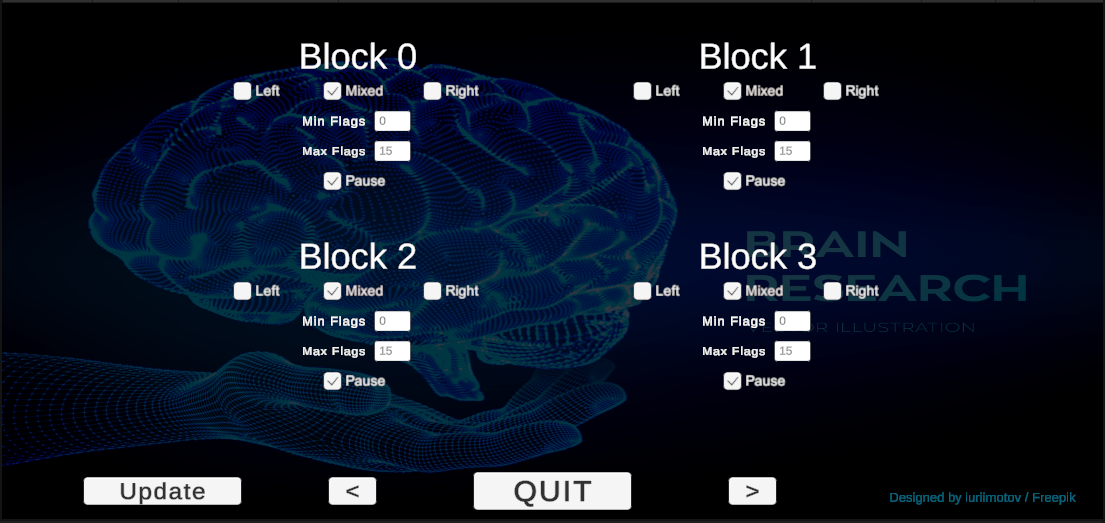 Block 0 Block 1
Left Mixed Right Left Mixed Right
Min Flags 0 Min Flags 0
Max Flags 15 Max Flags 15
Pause Pause
BRAIN
Block 2 Block 3
RESEARCH
Left Mixed Right Left Mixed Right
Min Flags 0 Min Flags 0
ILLUSTRATION
Max Flags 15 Max Flags 15
Pause Pause
Update < QUIT >
Designed by iurilmotov / Freepik